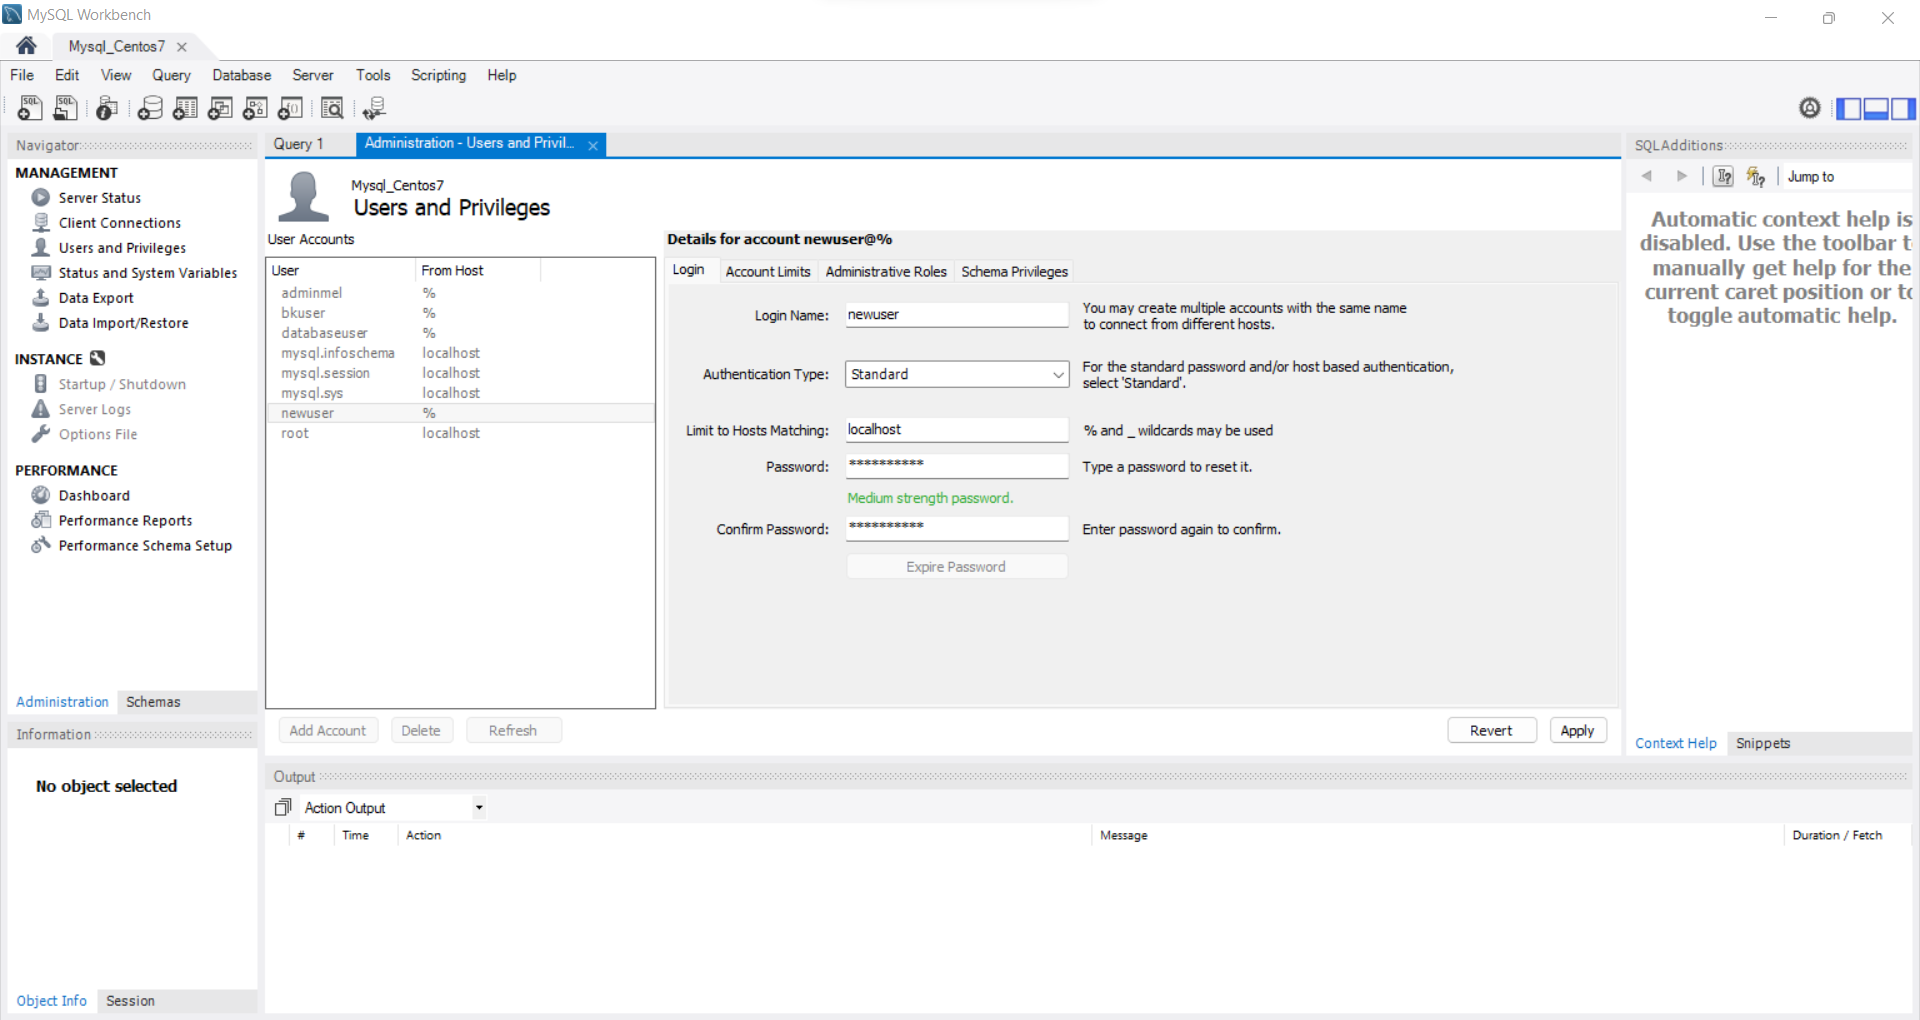 MySQL Workbench
Mysql_Centos7
File Edit View Query Database Server Tools Scripting Help
Navigator
MANAGEMENT
Server Status
Client Connections
Users and Privileges
Status and System Variables
Data Export
Data Import/Restore
INSTANCE
Startup / Shutdown
Server Logs
Options File
PERFORMANCE
Dashboard
Performance Reports
Performance Schema Setup
Administration Schemas
Information
No object selected
Object Info Session
Query 1 Administration - Users and Privil...
Mysql_Centos7
Users and Privileges
User Accounts
User From Host
adminmel %
bkuser %
databaseuser %
mysql.infoschema localhost
mysql.session localhost
mysql.sys localhost
newuser %
root localhost
Add Account Delete Refresh
Details for account newuser@%
Login Account Limits Administrative Roles Schema Privileges
Login Name: newuser
You may create multiple accounts with the same name
to connect from different hosts.
Authentication Type: Standard
For the standard password and/or host based authentication,
select 'Standard'.
Limit to Hosts Matching: localhost % and _ wildcards may be used
Password: ********** Type a password to reset it.
Medium strength password.
Confirm Password: ********** Enter password again to confirm.
Expire Password
Revert Apply
SQLAdditions
Jump to
Automatic context help is
disabled. Use the toolbar t
manually get help for the
current caret position or to
toggle automatic help.
Context Help Snippets
Output
Action Output
# Time Action Message Duration / Fetch